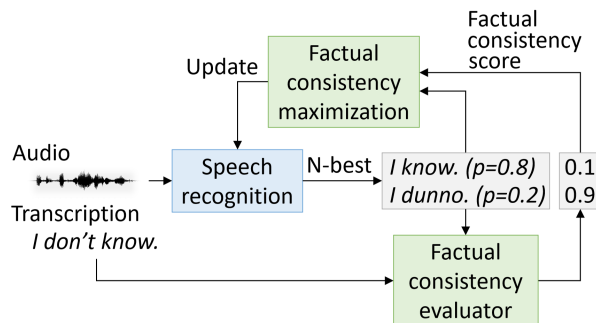 Factual
consistency
score
Factual
consistency
maximization
Update
Audio
Speech
recognition
N-best
I know. (p=0.8)
I dunno. (p=0.2)
0.1
0.9
Transcription
I don't know.
Factual
consistency
evaluator